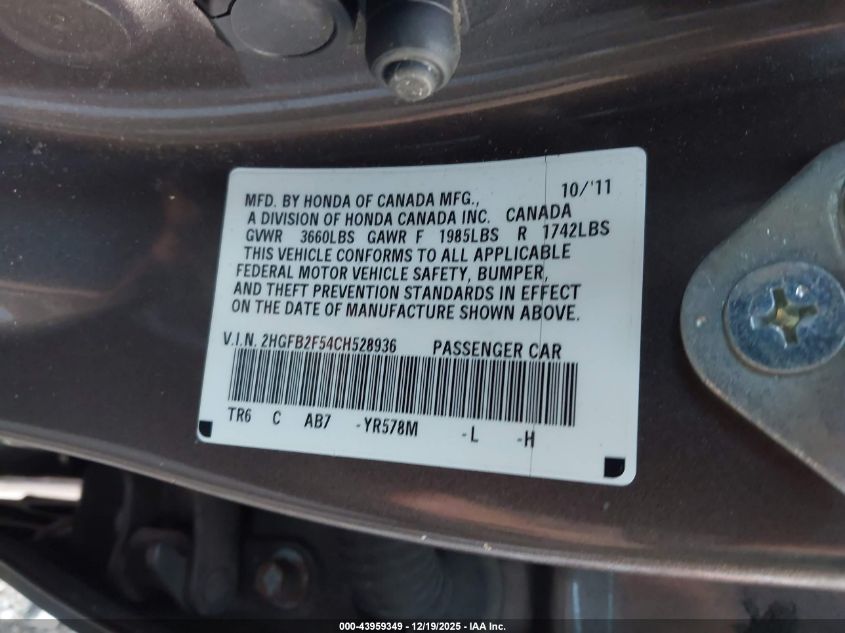 MFD. BY HONDA OF CANADA MFG., 10/'11
A DIVISION OF HONDA CANADA INC. CANADA
GVWR 3660LBS GAWR F 1985LBS R 1742LBS
THIS VEHICLE CONFORMS TO ALL APPLICABLE
FEDERAL MOTOR VEHICLE SAFETY, BUMPER,
AND THEFT PREVENTION STANDARDS IN EFFECT
ON THE DATE OF MANUFACTURE SHOWN ABOVE.
V.I.N. 2HGFB2F54CH528936 PASSENGER CAR
TR6 C AB7 -YR578M -L -H
000-43959349 - 12/19/2025 - IAA Inc.